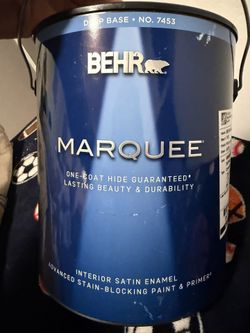 DEEP BASE • NO. 7453
BEHR
MARQUEE
ONE-COAT HIDE GUARANTEED*
LASTING BEAUTY & DURABILITY
INTERIOR SATIN ENAMEL
ADVANCED STAIN-BLOCKING PAINT & PRIMER